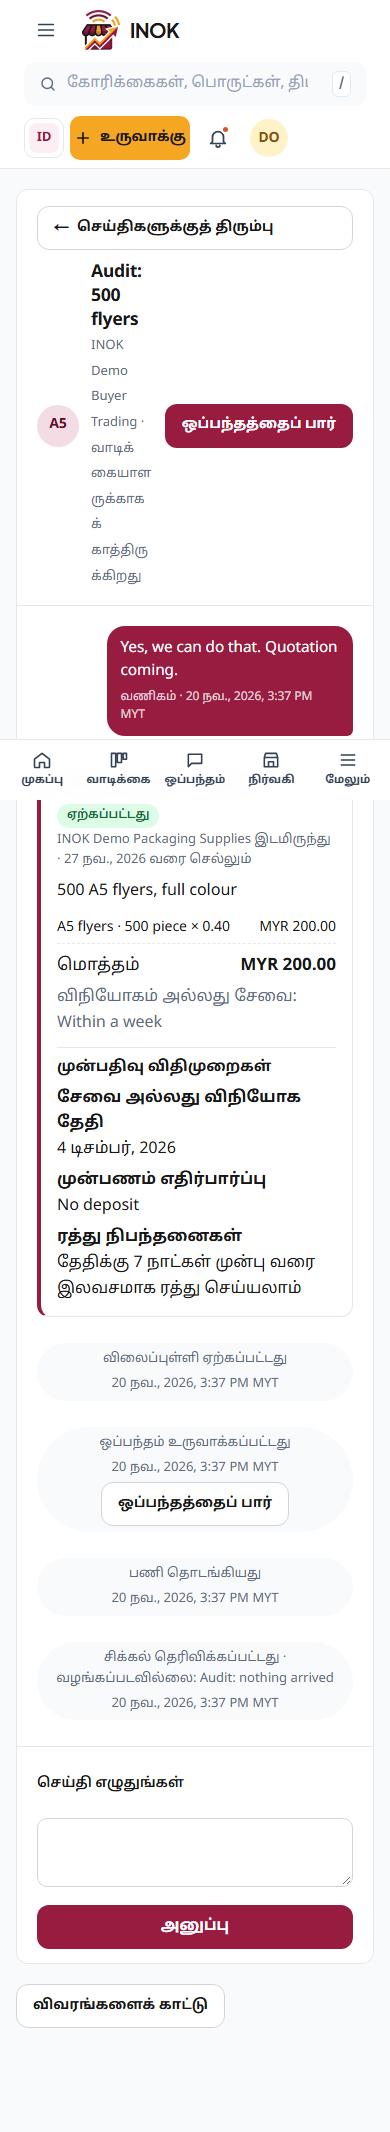 INOK
கோரிக்கைகள், பொருட்கள், தி
/
ID
+ உருவாக்கு
DO
← செய்திகளுக்குத் திரும்பு
Audit:
500
flyers
INOK
Demo
Buyer
Trading ·
வாடிக்
கையாள
ருக்காக
க்
காத்திரு
க்கிறது
A5
ஒப்பந்தத்தைப் பார்
Yes, we can do that. Quotation
coming.
வணிகம் · 20 நவ., 2026, 3:37 PM
MYT
முகப்பு
வாடிக்கை
ஒப்பந்தம்
நிர்வகி
மேலும்
ஏற்கப்பட்டது
INOK Demo Packaging Supplies இடமிருந்து
· 27 நவ., 2026 வரை செல்லும்
500 A5 flyers, full colour
A5 flyers · 500 piece × 0.40 MYR 200.00
மொத்தம் MYR 200.00
விநியோகம் அல்லது சேவை:
Within a week
முன்பதிவு விதிமுறைகள்
சேவை அல்லது விநியோக
தேதி
4 டிசம்பர், 2026
முன்பணம் எதிர்பார்ப்பு
No deposit
ரத்து நிபந்தனைகள்
தேதிக்கு 7 நாட்கள் முன்பு வரை
இலவசமாக ரத்து செய்யலாம்
விலைப்புள்ளி ஏற்கப்பட்டது
20 நவ., 2026, 3:37 PM MYT
ஒப்பந்தம் உருவாக்கப்பட்டது
20 நவ., 2026, 3:37 PM MYT
ஒப்பந்தத்தைப் பார்
பணி தொடங்கியது
20 நவ., 2026, 3:37 PM MYT
சிக்கல் தெரிவிக்கப்பட்டது ·
வழங்கப்படவில்லை: Audit: nothing arrived
20 நவ., 2026, 3:37 PM MYT
செய்தி எழுதுங்கள்
அனுப்பு
விவரங்களைக் காட்டு